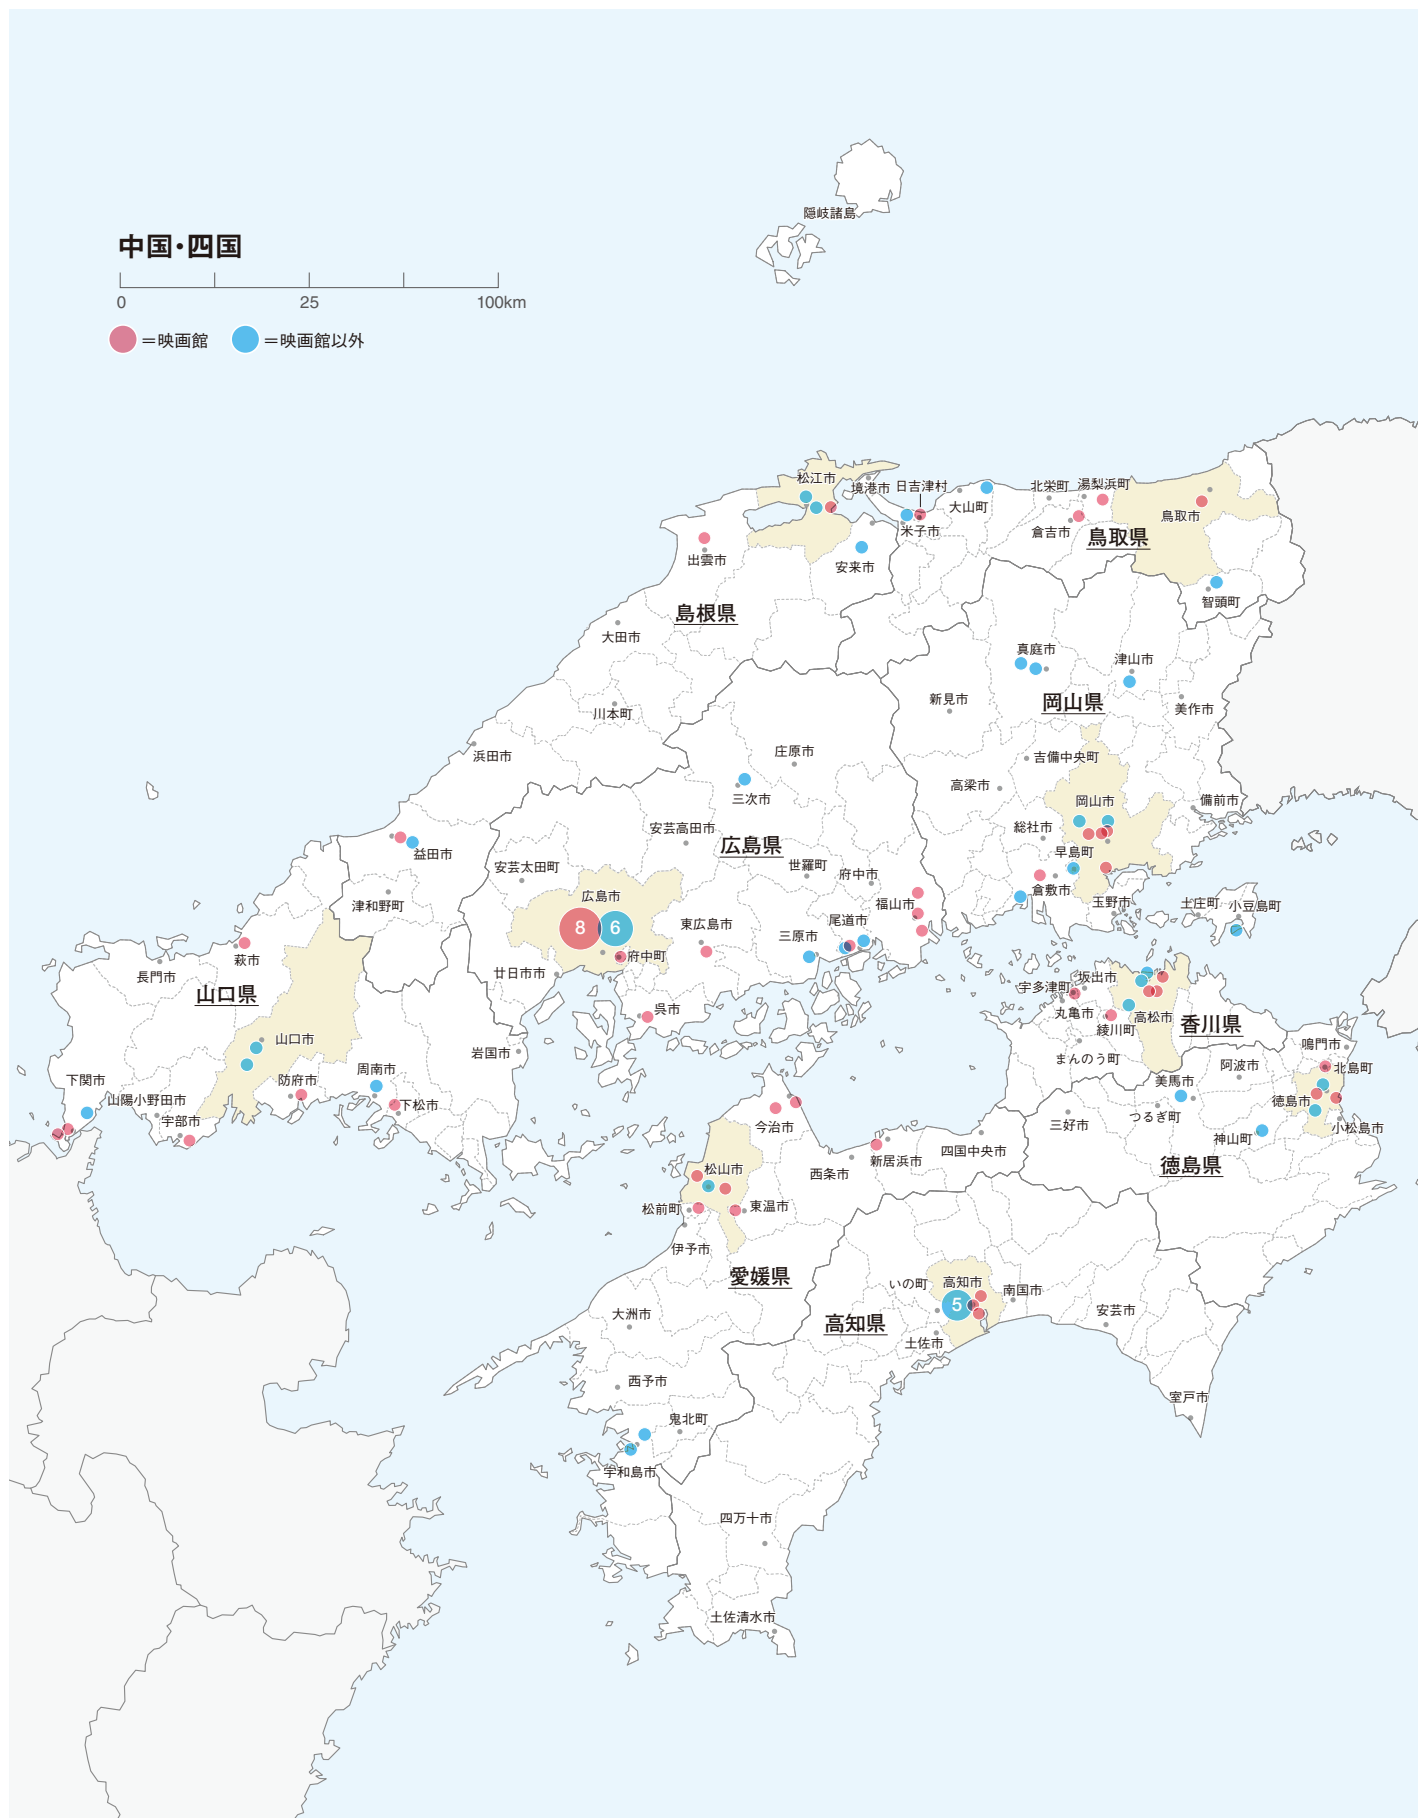 隠岐諸島
中国・四国
0 25 100km
＝映画館 ＝映画館以外
松江市
境港市
日吉津村
米子市
大山町
北栄町
湯梨浜町
倉吉市
鳥取県
鳥取市
智頭町
出雲市
安来市
島根県
大田市
川本町
浜田市
益田市
津和野町
真庭市
津山市
新見市
岡山県
美作市
吉備中央町
高梁市
岡山市
備前市
総社市
早島町
倉敷市
玉野市
庄原市
三次市
安芸高田市
広島県
安芸太田町
世羅町
府中市
広島市
8
6
福山市
東広島市
尾道市
三原市
府中町
廿日市市
呉市
土庄町
小豆島町
萩市
長門市
山口県
山口市
岩国市
周南市
防府市
下松市
下関市
山陽小野田市
宇部市
坂出市
宇多津町
丸亀市
綾川町
高松市
香川県
まんのう町
鳴門市
北島町
阿波市
美馬市
徳島市
つるぎ町
三好市
神山町
小松島市
徳島県
今治市
新居浜市
四国中央市
西条市
松山市
松前町
東温市
伊予市
愛媛県
大洲市
西予市
鬼北町
宇和島市
いの町
高知市
5
南国市
高知県
土佐市
安芸市
室戸市
四万十市
土佐清水市